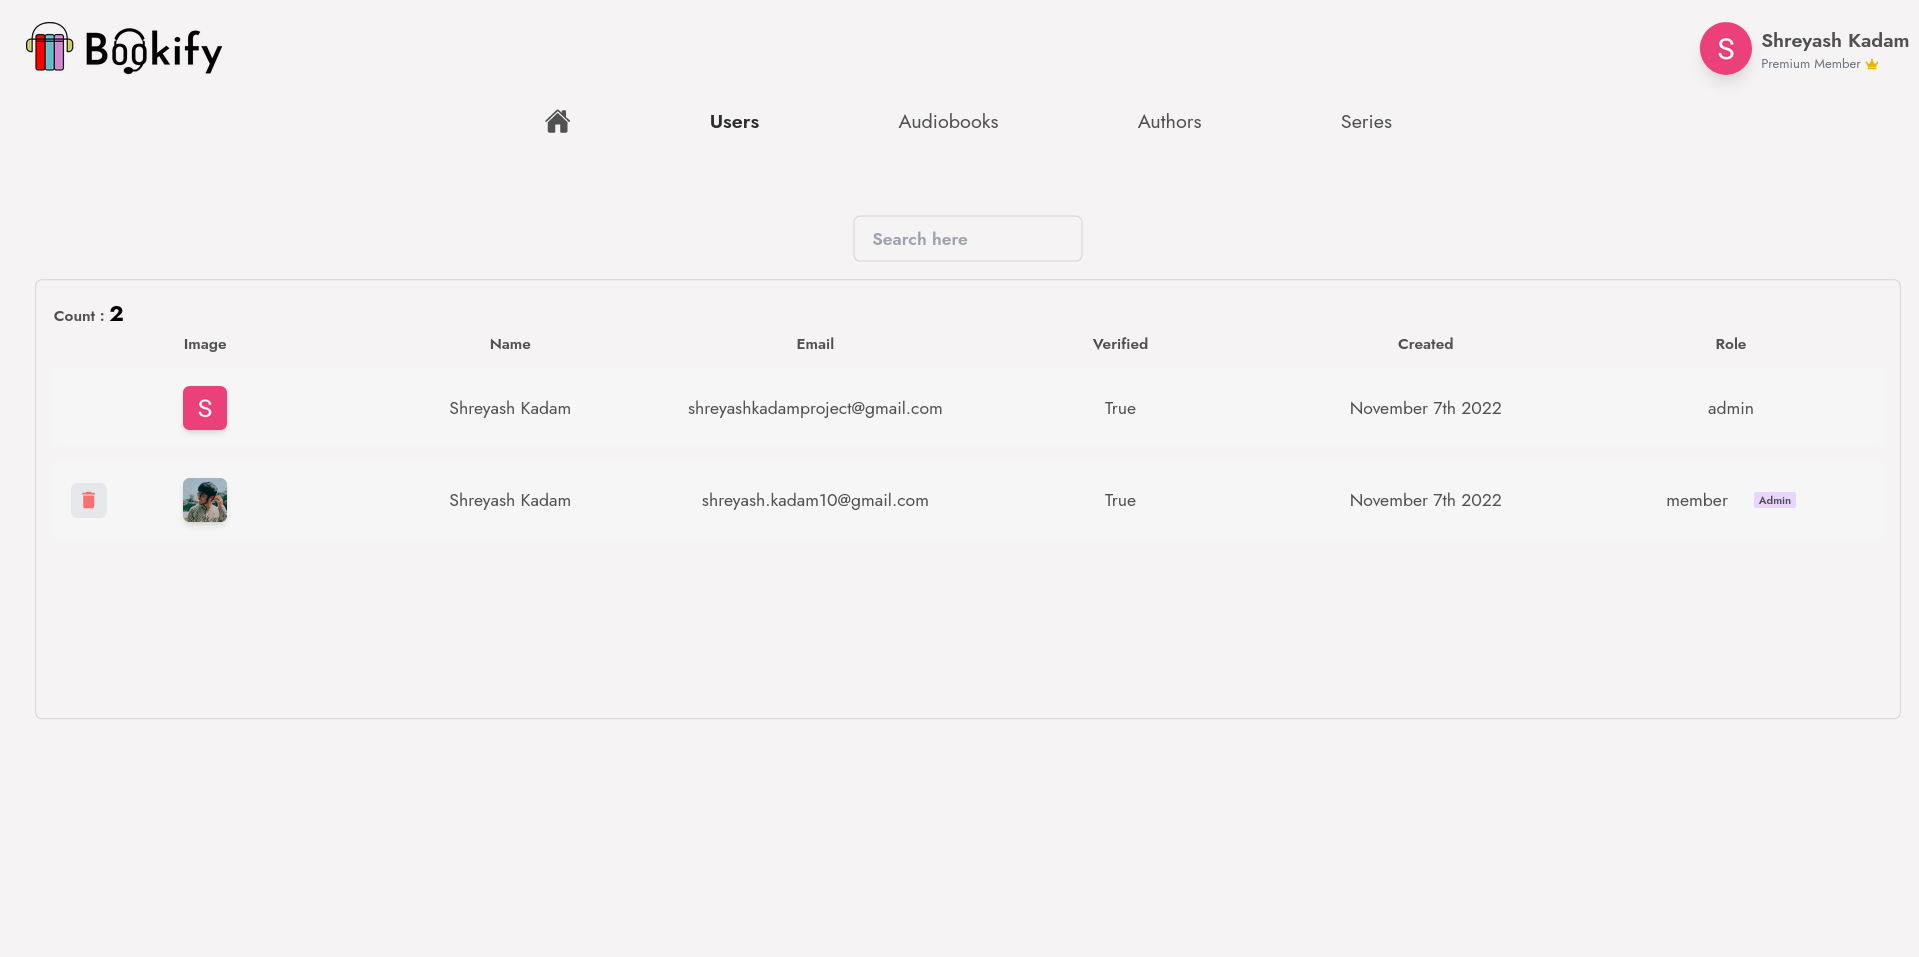 Bookify
S Shreyash Kadam
Premium Member
Users Audiobooks Authors Series
Search here
Count : 2
Image Name Email Verified Created Role
S Shreyash Kadam shreyashkadamproject@gmail.com True November 7th 2022 admin
Shreyash Kadam shreyash.kadam10@gmail.com True November 7th 2022 member Admin